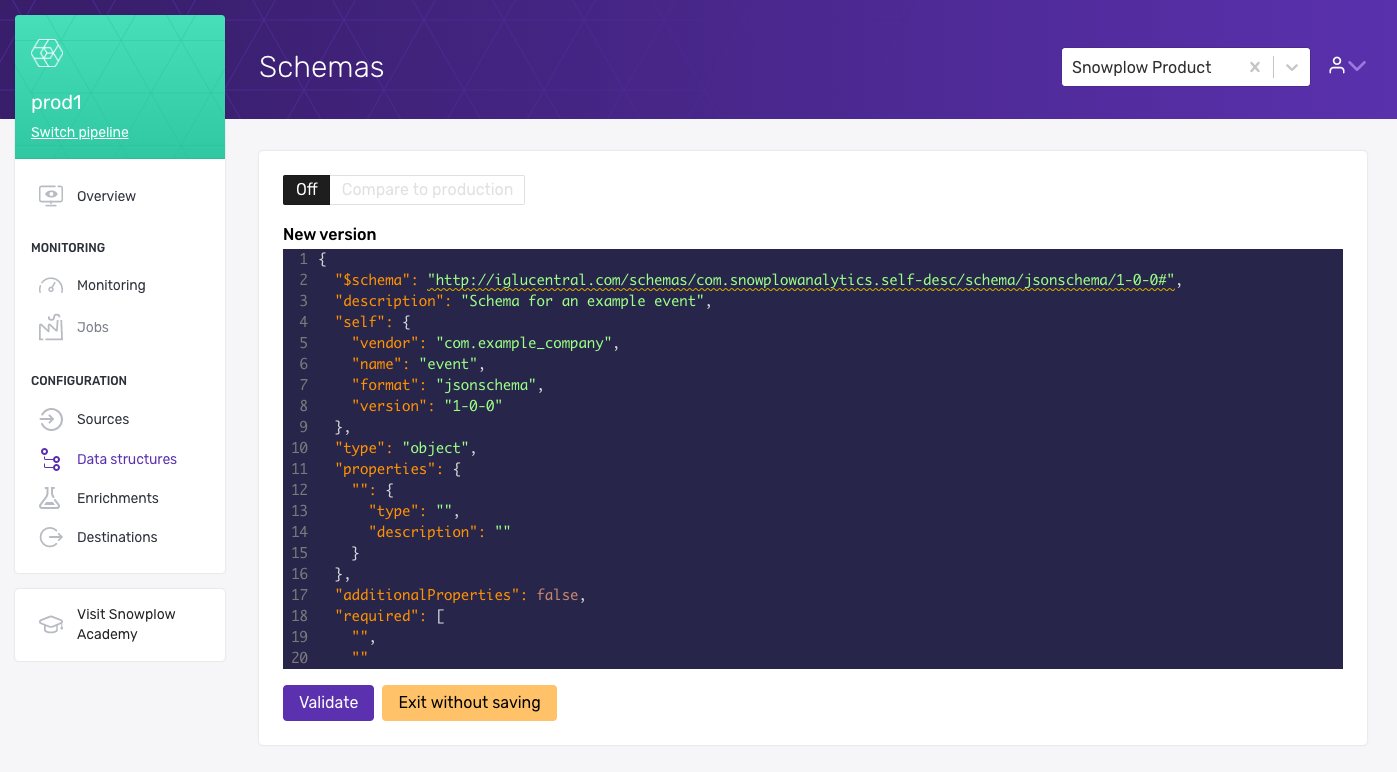 prod1
Switch pipeline
Overview
MONITORING
Monitoring
Jobs
CONFIGURATION
Sources
Data structures
Enrichments
Destinations
Visit Snowplow
Academy
Schemas
Snowplow Product
Off Compare to production
New version
1 {
2 "$schema": "http://iglucentral.com/schemas/com.snowplowanalytics.self-desc/schema/jsonschema/1-0-0#",
3 "description": "Schema for an example event",
4 "self": {
5 "vendor": "com.example_company",
6 "name": "event",
7 "format": "jsonschema",
8 "version": "1-0-0"
9 },
10 "type": "object",
11 "properties": {
12 "": {
13 "type": "",
14 "description": ""
15 }
16 },
17 "additionalProperties": false,
18 "required": [
19 "",
20 ""
Validate Exit without saving